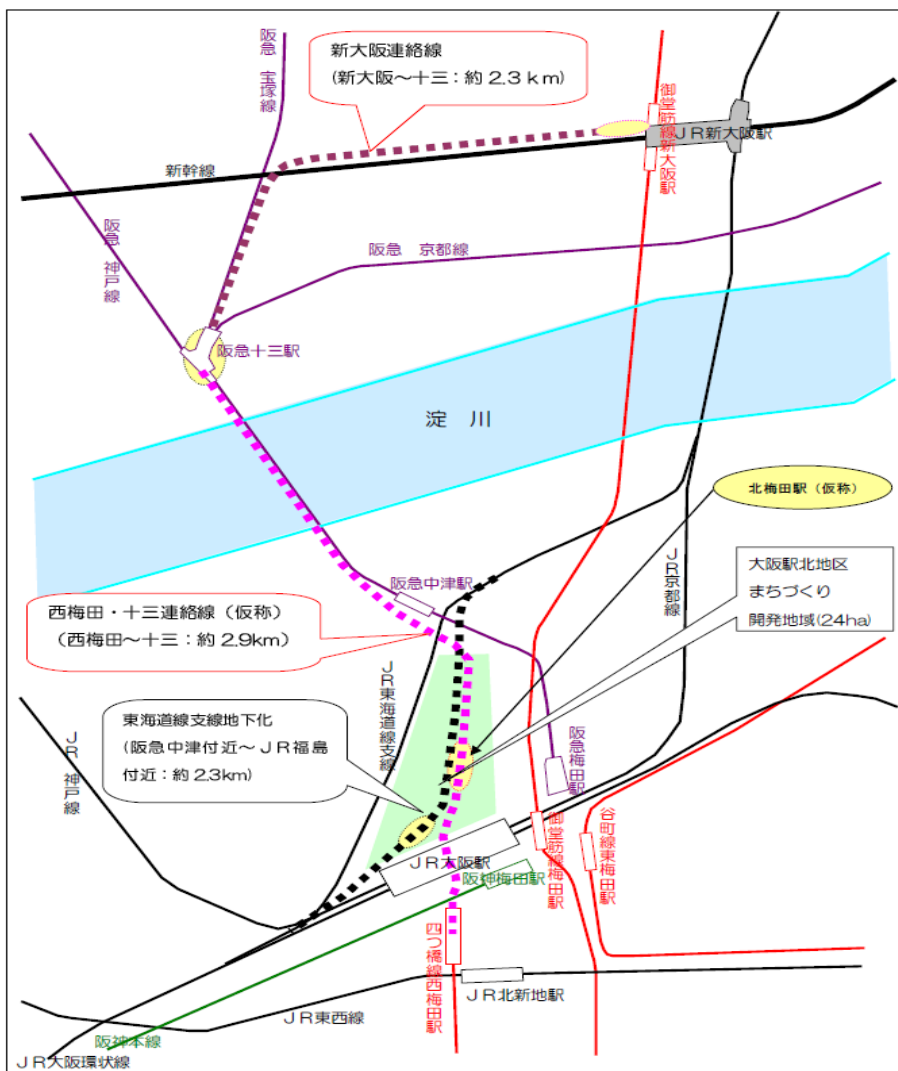 新大阪連絡線
(新大阪～十三：約2.3km)
阪急　宝塚線
御堂筋線新大阪駅
JR新大阪駅
新幹線
阪急　神戸線
阪急　京都線
阪急十三駅
淀　川
北梅田駅（仮称）
阪急中津駅
大阪駅北地区
まちづくり
開発地域(24ha)
JR京都線
西梅田・十三連絡線（仮称）
（西梅田～十三：約2.9km）
JR東海道線支線
東海道線支線地下化
(阪急中津付近～JR福島
付近：約2.3km)
JR　神戸線
阪急梅田駅
御堂筋線梅田駅
谷町線東梅田駅
JR大阪駅
阪神梅田駅
四つ橋線西梅田駅
JR北新地駅
JR東西線
阪神本線
JR大阪環状線